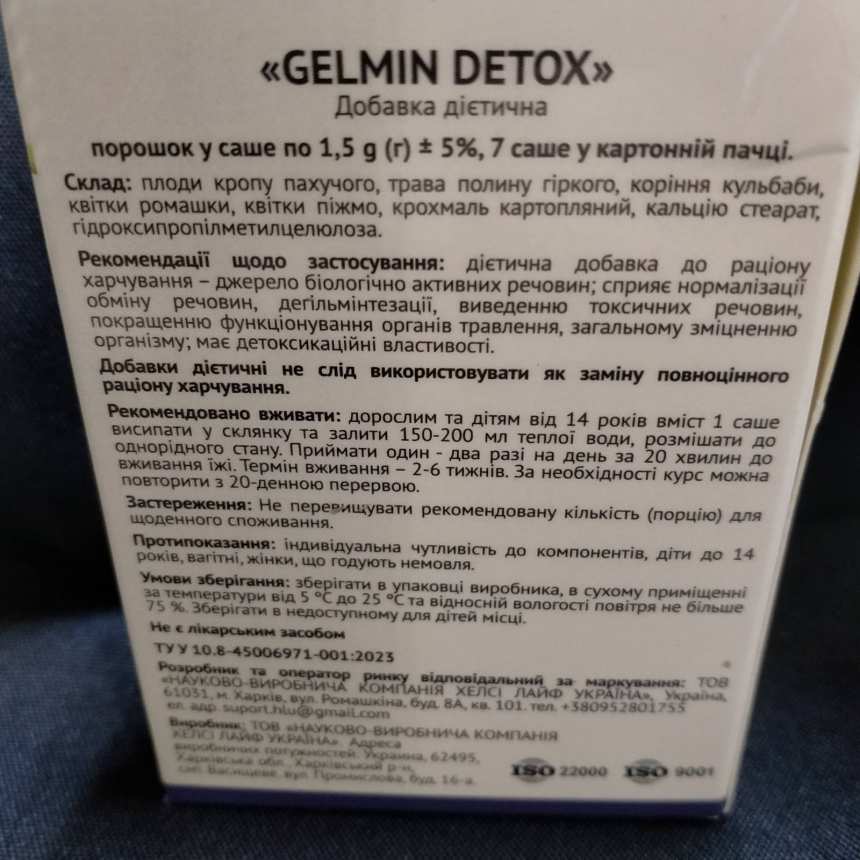 «GELMIN DETOX»
Добавка дієтична
порошок у саше по 1,5 g (г) ± 5%, 7 саше у картонній пачці.
Склад: плоди кропу пахучого, трава полину гіркого, коріння кульбаби,
квітки ромашки, квітки піжмо, крохмаль картопляний, кальцію стеарат,
гідроксипропілметилцелюлоза.
Рекомендації щодо застосування: дієтична добавка до раціону
харчування – джерело біологічно активних речовин; сприяє нормалізації
обміну речовин, дегільмінтезації, виведенню токсичних речовин,
покращенню функціонування органів травлення, загальному зміцненню
організму; має детоксикаційні властивості.
Добавки дієтичні не слід використовувати як заміну повноцінного
раціону харчування.
Рекомендовано вживати: дорослим та дітям від 14 років вміст 1 саше
висипати у склянку та залити 150-200 мл теплої води, розмішати до
однорідного стану. Приймати один - два разі на день за 20 хвилин до
вживання їжі. Термін вживання – 2-6 тижнів. За необхідності курс можна
повторити з 20-денною перервою.
Застереження: Не перевищувати рекомендовану кількість (порцію) для
щоденного споживання.
Протипоказання: індивідуальна чутливість до компонентів, діти до 14
років, вагітні, жінки, що годують немовля.
Умови зберігання: зберігати в упаковці виробника, в сухому приміщенні
за температури від 5 °C до 25 °C та відносній вологості повітря не більше
75 %. Зберігати в недоступному для дітей місці.
Не є лікарським засобом
ТУ У 10.8-45006971-001:2023
Розробник та оператор ринку відповідальний за маркування: ТОВ
«НАУКОВО-ВИРОБНИЧА КОМПАНІЯ ХЕЛСІ ЛАЙФ УКРАЇНА», Україна,
61031, м. Харків, вул. Ромашкіна, буд. 8А, кв. 101. тел. +380952801755
ел. адр. suport.hlu@gmail.com
Виробник: ТОВ «НАУКОВО-ВИРОБНИЧА КОМПАНІЯ
ХЕЛСІ ЛАЙФ УКРАЇНА». Адреса
виробничих потужностей: Украина, 62495,
Харківська обл., Харківський р-н,
смт. Васищеве, вул. Промислова, буд. 16-а.
ISO 22000 ISO 9001